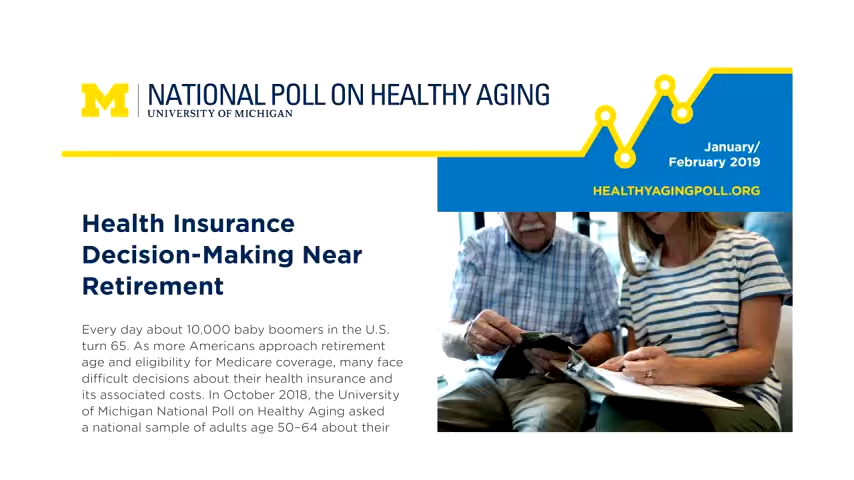 M
NATIONAL POLL ON HEALTHY AGING
UNIVERSITY OF MICHIGAN
January/
February 2019
HEALTHYAGINGPOLL.ORG
Health Insurance
Decision-Making Near
Retirement
Every day about 10,000 baby boomers in the U.S.
turn 65. As more Americans approach retirement
age and eligibility for Medicare coverage, many face
difficult decisions about their health insurance and
its associated costs. In October 2018, the University
of Michigan National Poll on Healthy Aging asked
a national sample of adults age 50–64 about their